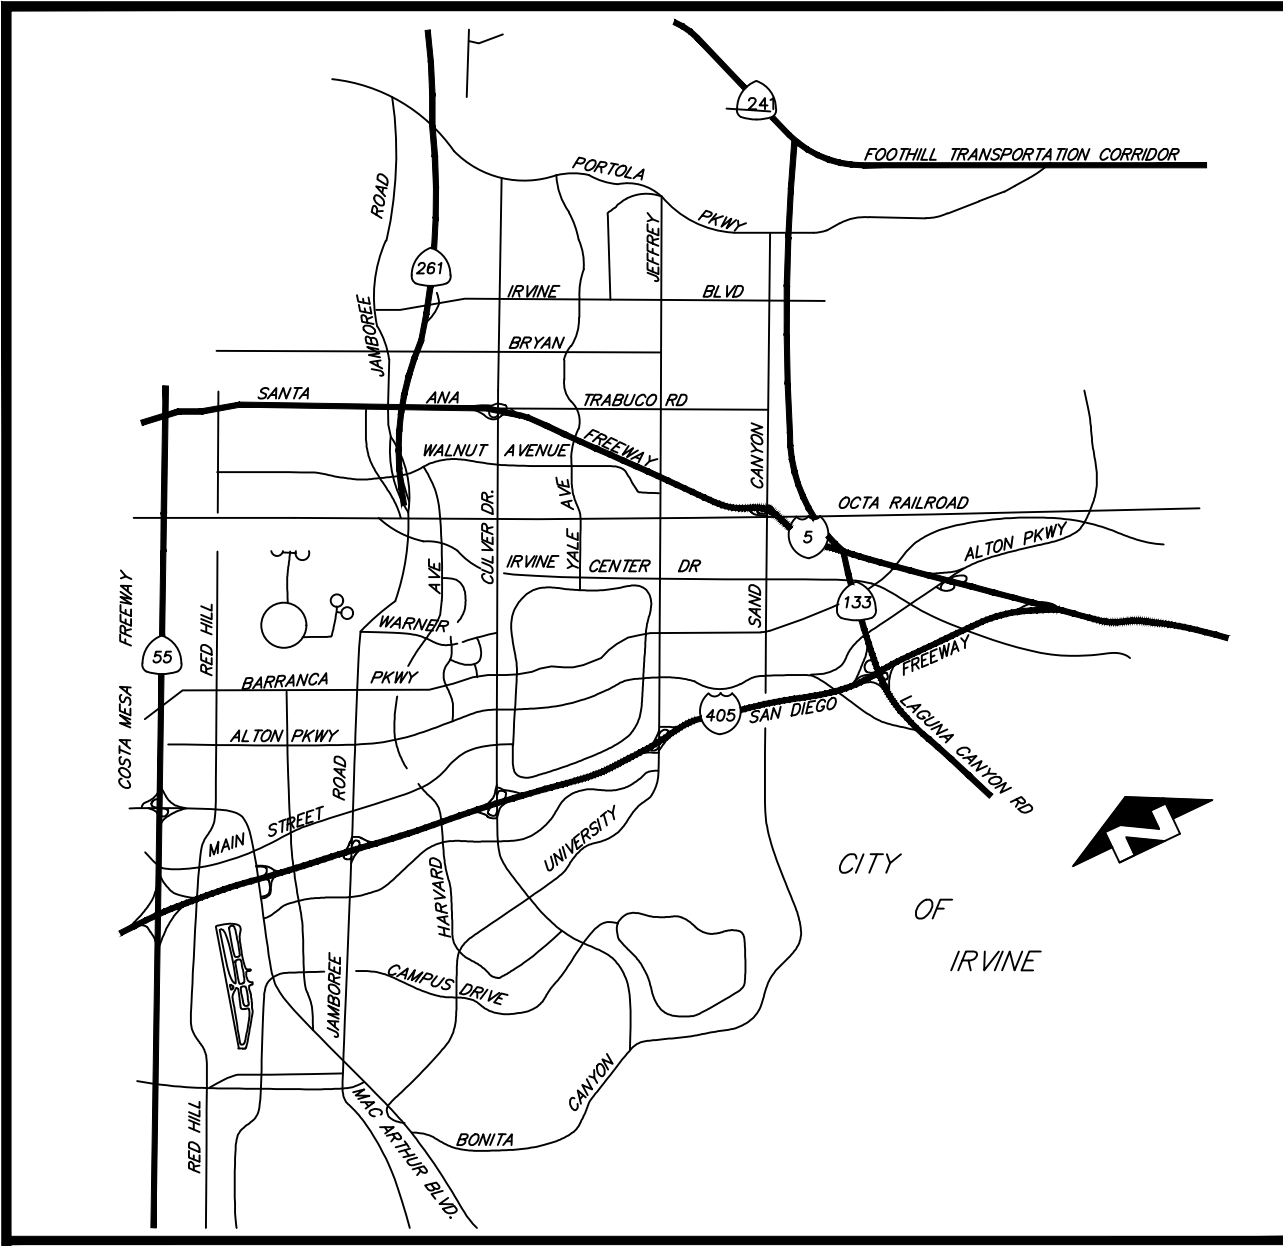 241
FOOTHILL TRANSPORTATION CORRIDOR
PORTOLA
PKWY
ROAD
JEFFREY
261
IRVINE BLVD
JAMBOREE
BRYAN
SANTA ANA
TRABUCO RD
FREEWAY
WALNUT AVENUE
CANYON
CULVER DR.
YALE AVE
OCTA RAILROAD
5
ALTON PKWY
IRVINE CENTER DR
AVE
SAND
133
COSTA MESA FREEWAY
RED HILL
WARNER
55
FREEWAY
BARRANCA PKWY
405
SAN DIEGO
LAGUNA CANYON RD
ALTON PKWY
ROAD
MAIN STREET
UNIVERSITY
HARVARD
N
CITY
OF
IRVINE
CAMPUS DRIVE
JAMBOREE
CANYON
MAC ARTHUR BLVD.
RED HILL
BONITA